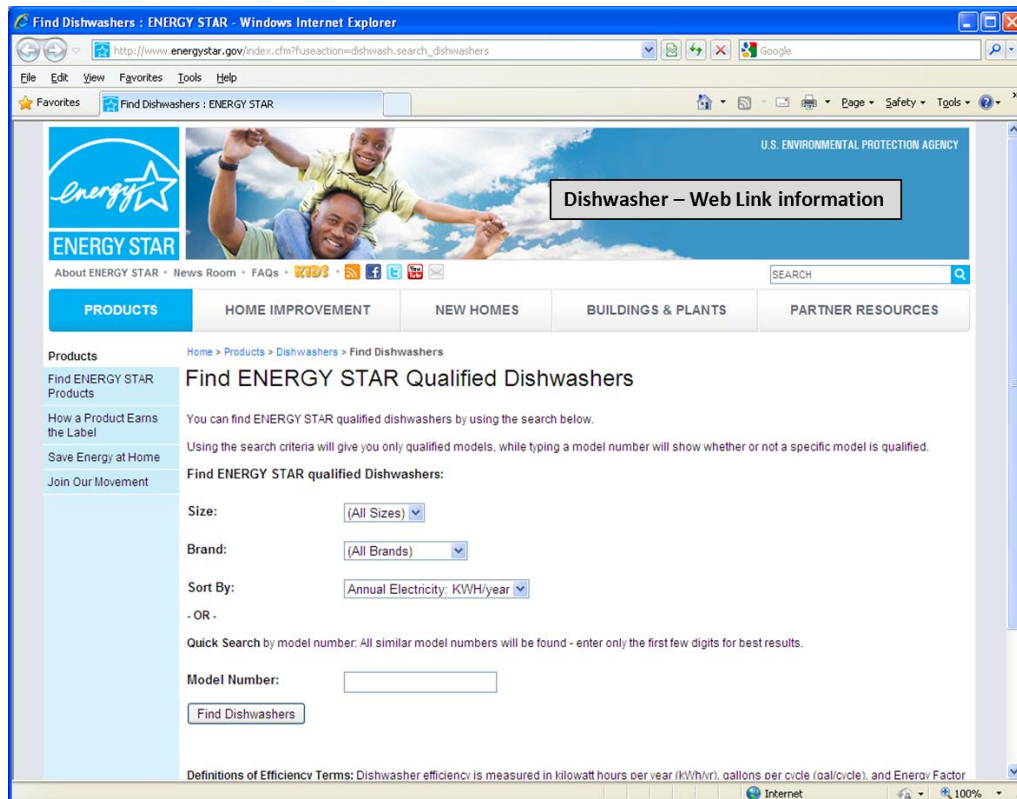 Find Dishwashers : ENERGY STAR - Windows Internet Explorer
http://www.energystar.gov/index.cfm?fuseaction=dishwash.search_dishwashers
Google
File Edit View Favorites Tools Help
Favorites
Find Dishwashers : ENERGY STAR
Page Safety Tools
energy
ENERGY STAR
U.S. ENVIRONMENTAL PROTECTION AGENCY
Dishwasher – Web Link information
About ENERGY STAR · News Room · FAQs · KIDS · You Tube
SEARCH
PRODUCTS HOME IMPROVEMENT NEW HOMES BUILDINGS & PLANTS PARTNER RESOURCES
Products
Find ENERGY STAR
Products
How a Product Earns
the Label
Save Energy at Home
Join Our Movement
Home > Products > Dishwashers > Find Dishwashers
Find ENERGY STAR Qualified Dishwashers
You can find ENERGY STAR qualified dishwashers by using the search below.
Using the search criteria will give you only qualified models, while typing a model number will show whether or not a specific model is qualified.
Find ENERGY STAR qualified Dishwashers:
Size: (All Sizes)
Brand: (All Brands)
Sort By: Annual Electricity: KWH/year
- OR -
Quick Search by model number: All similar model numbers will be found - enter only the first few digits for best results.
Model Number:
Find Dishwashers
Definitions of Efficiency Terms: Dishwasher efficiency is measured in kilowatt hours per year (kWh/yr), gallons per cycle (gal/cycle), and Energy Factor
Internet 100%